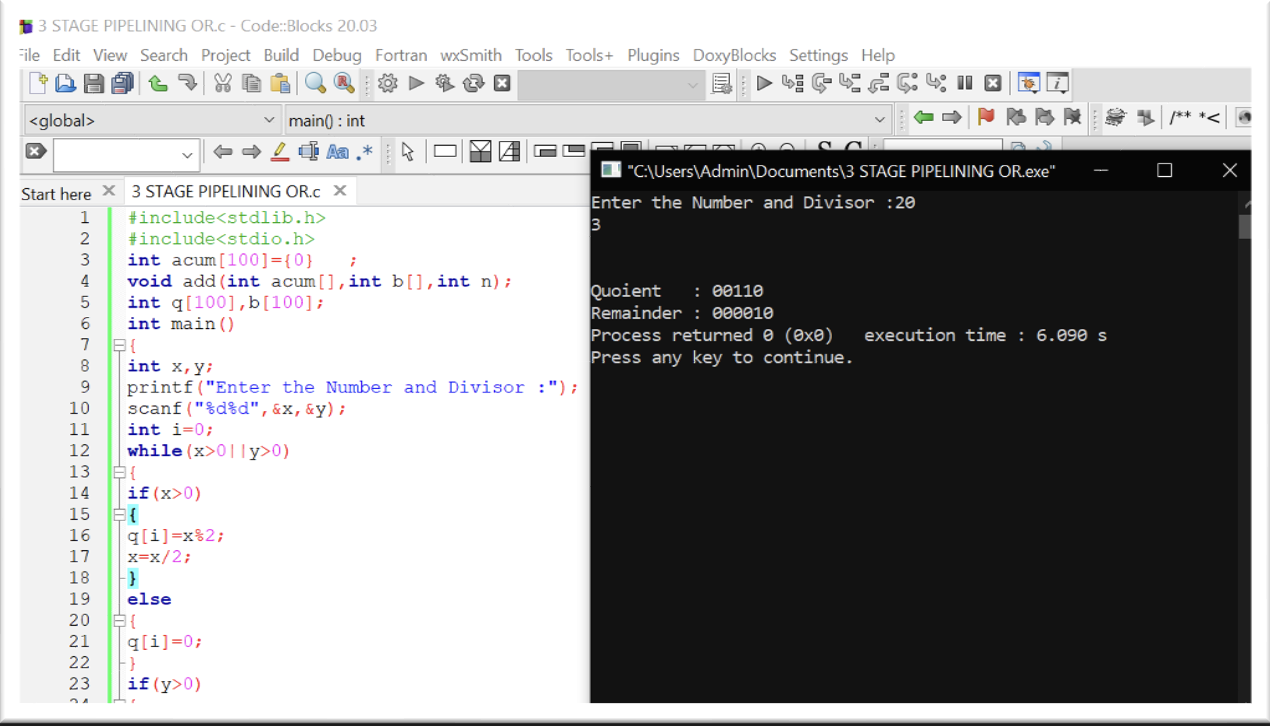 3 STAGE PIPELINING OR.c - Code::Blocks 20.03
File Edit View Search Project Build Debug Fortran wxSmith Tools Tools+ Plugins DoxyBlocks Settings Help
<global> main() : int /** *<
Aa .* S C
Start here 3 STAGE PIPELINING OR.c
1 #include<stdlib.h>
2 #include<stdio.h>
3 int acum[100]={0} ;
4 void add(int acum[],int b[],int n);
5 int q[100],b[100];
6 int main()
7 {
8 int x,y;
9 printf("Enter the Number and Divisor :");
10 scanf("%d%d",&x,&y);
11 int i=0;
12 while(x>0||y>0)
13 {
14 if(x>0)
15 {
16 q[i]=x%2;
17 x=x/2;
18 }
19 else
20 {
21 q[i]=0;
22 }
23 if(y>0)
24 {
"C:\Users\Admin\Documents\3 STAGE PIPELINING OR.exe"
Enter the Number and Divisor :20
3
Quoient : 00110
Remainder : 000010
Process returned 0 (0x0) execution time : 6.090 s
Press any key to continue.